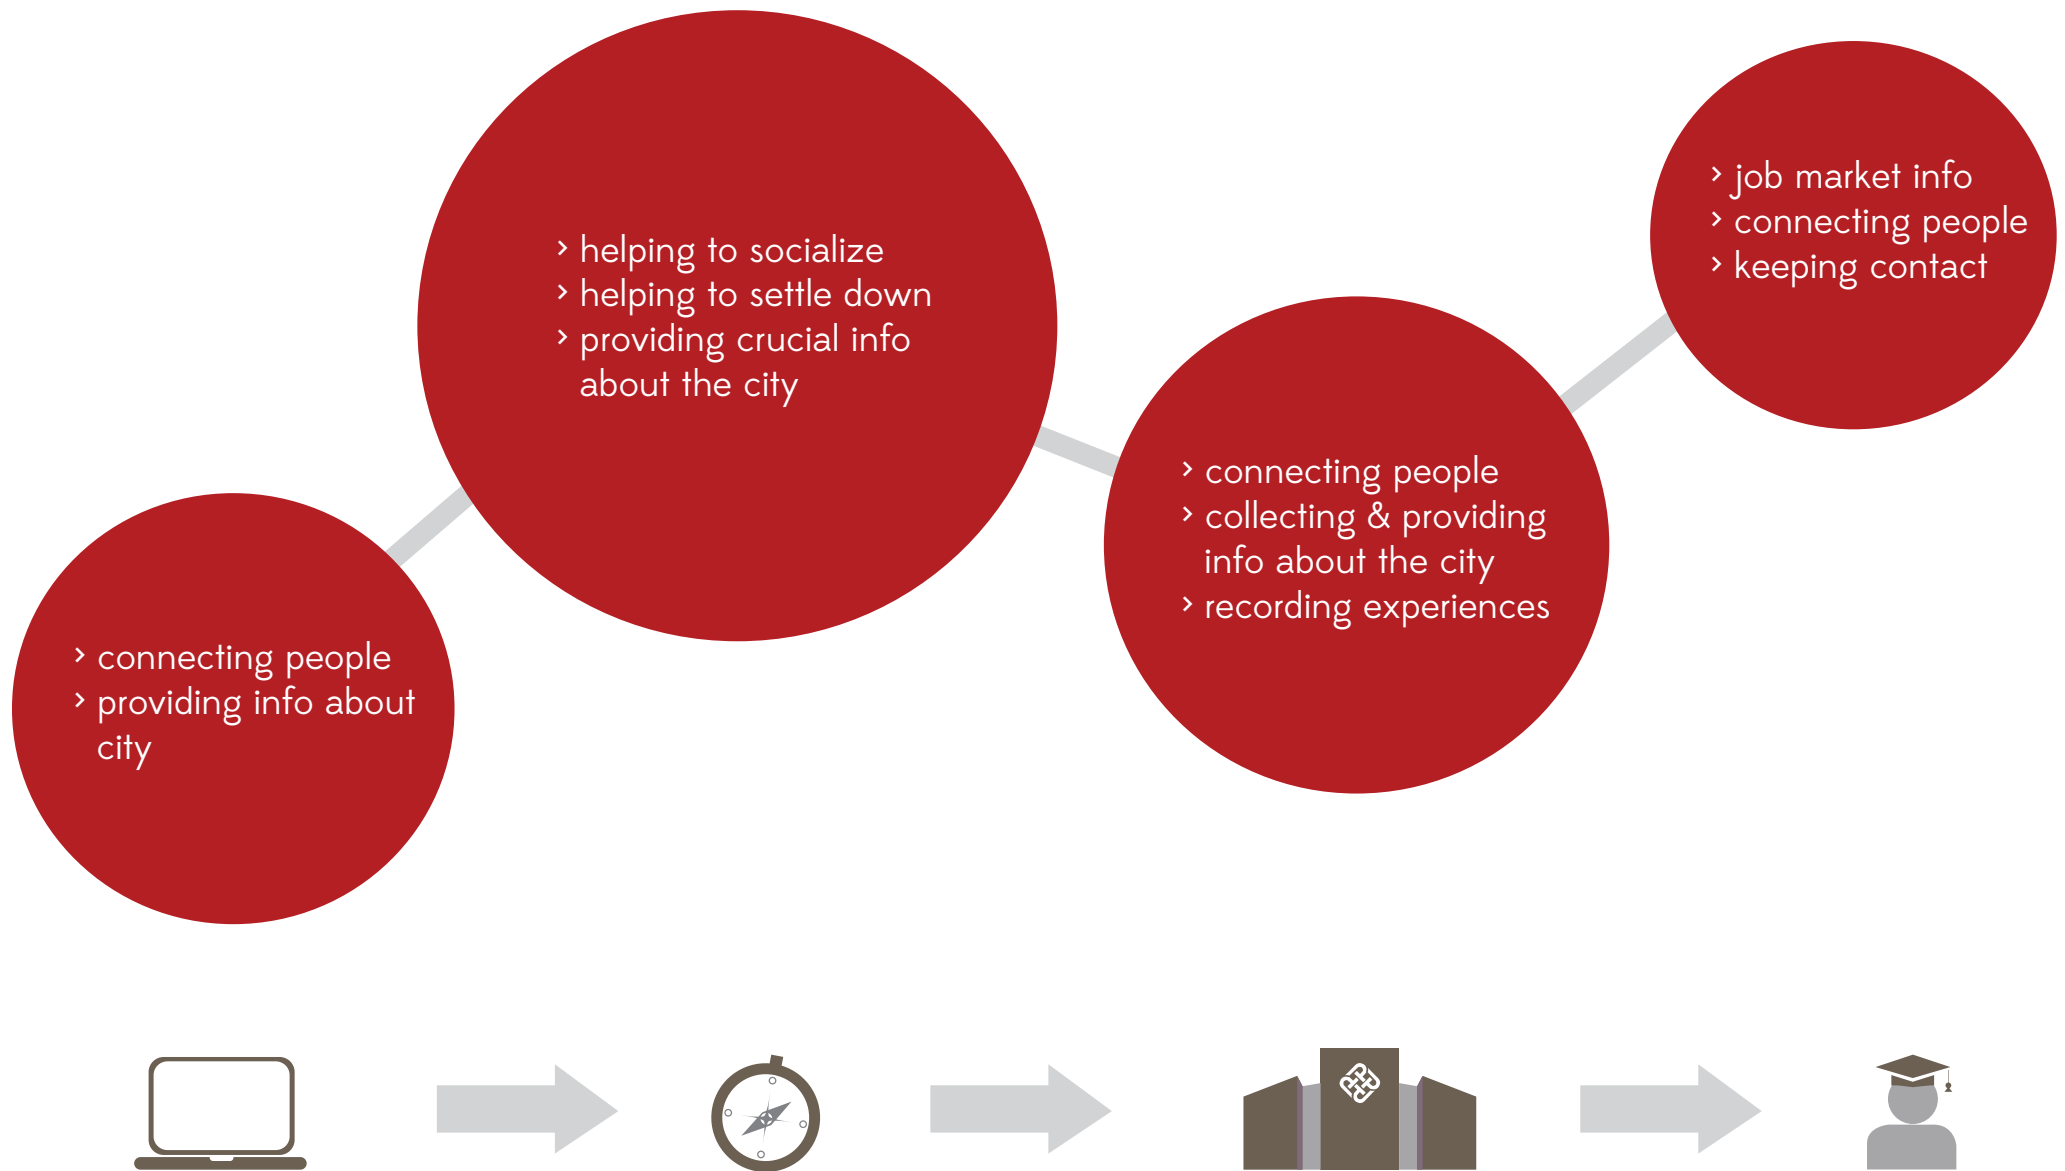 › connecting people
› providing info about
city
› helping to socialize
› helping to settle down
› providing crucial info
about the city
› connecting people
› collecting & providing
info about the city
› recording experiences
› job market info
› connecting people
› keeping contact